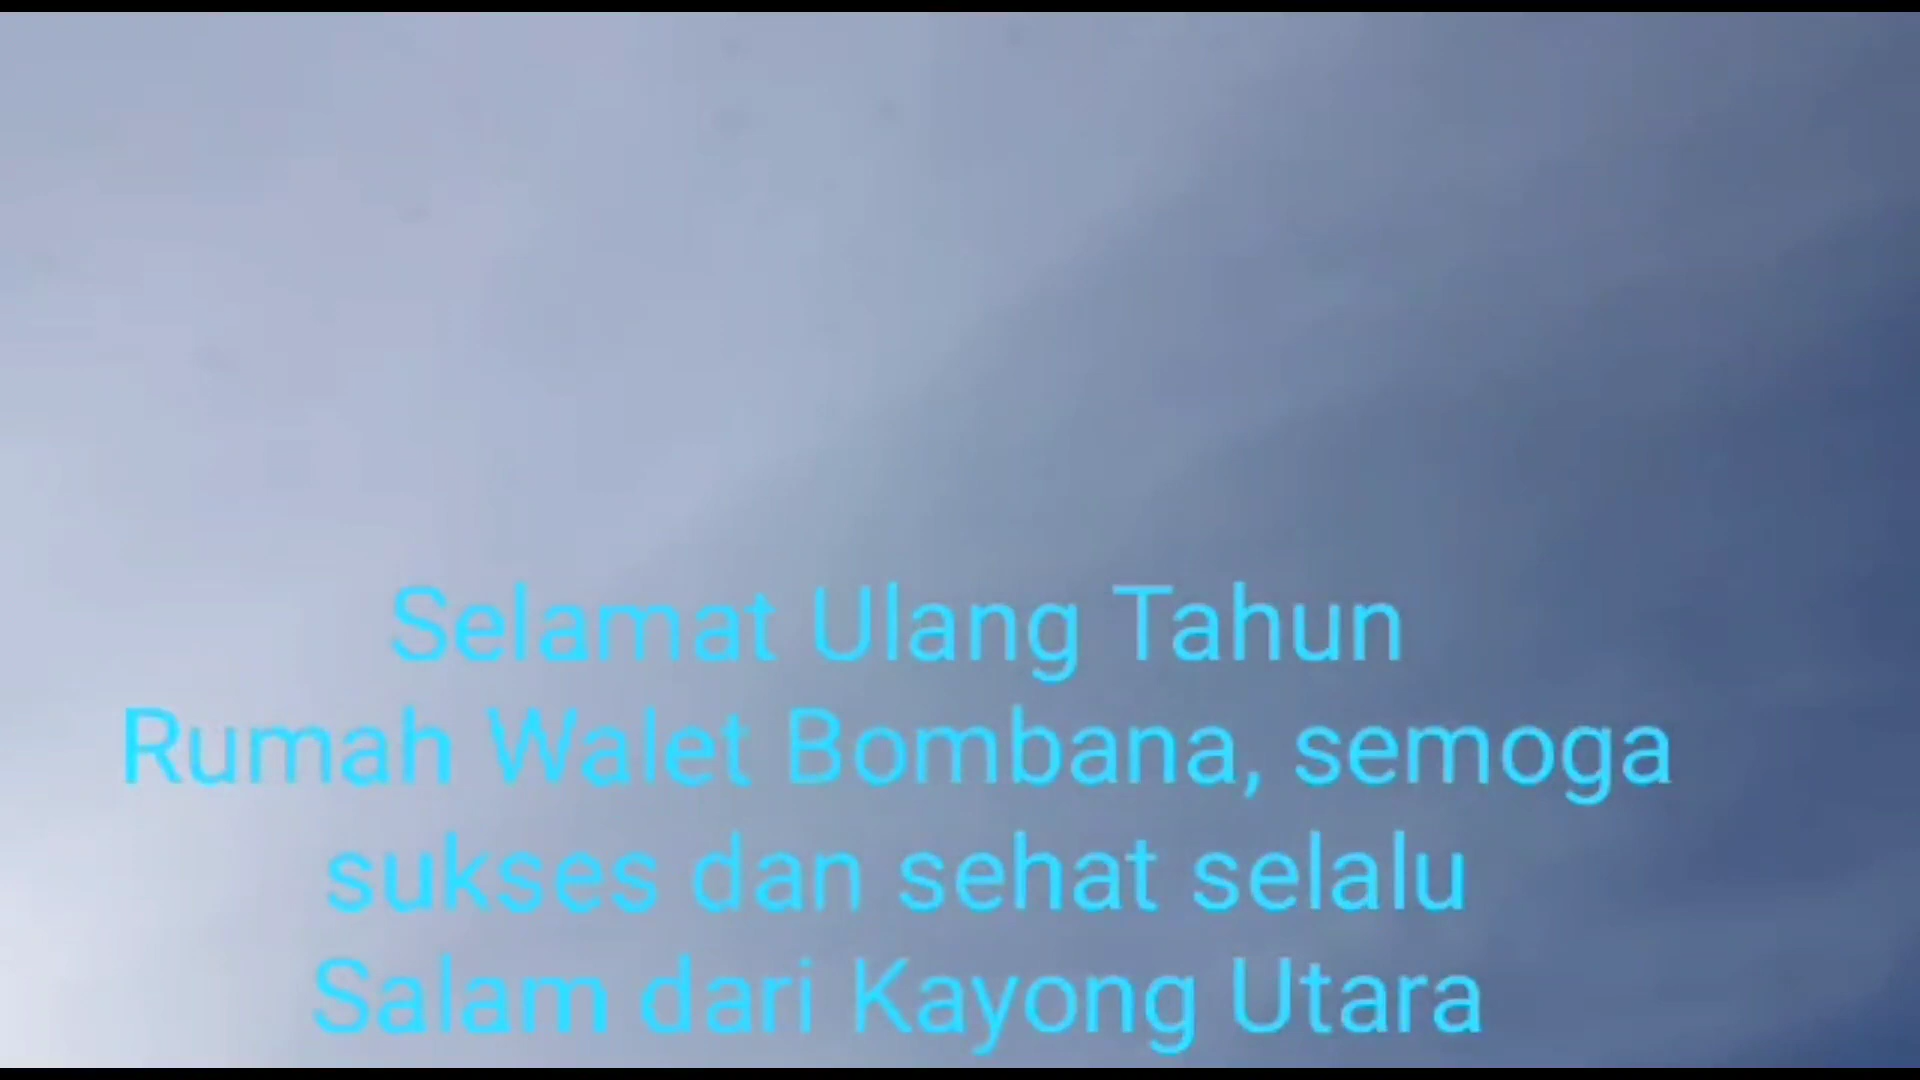 Selamat Ulang Tahun
Rumah Walet Bombana, semoga
sukses dan sehat selalu
Salam dari Kayong Utara